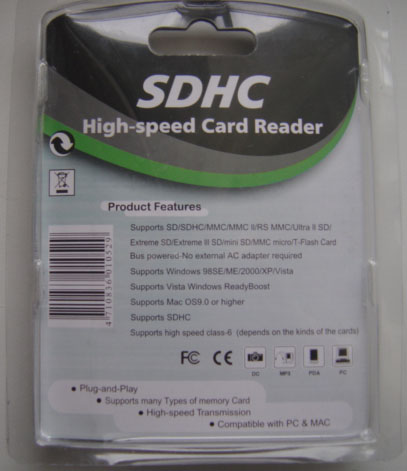 SDHC
High-speed Card Reader
Product Features
Supports SD/SDHC/MMC/MMC II/RS MMC/Ultra II SD/
Extreme SD/Extreme III SD/mini SD/MMC micro/T-Flash Card
Bus powered-No external AC adapter required
Supports Windows 98SE/ME/2000/XP/Vista
Supports Vista Windows ReadyBoost
Supports Mac OS9.0 or higher
Supports SDHC
Supports high speed class-6 (depends on the kinds of the cards)
FC CE
DC MP3 PDA PC
• Plug-and-Play
• Supports many Types of memory Card
• High-speed Transmission
• Compatible with PC & MAC